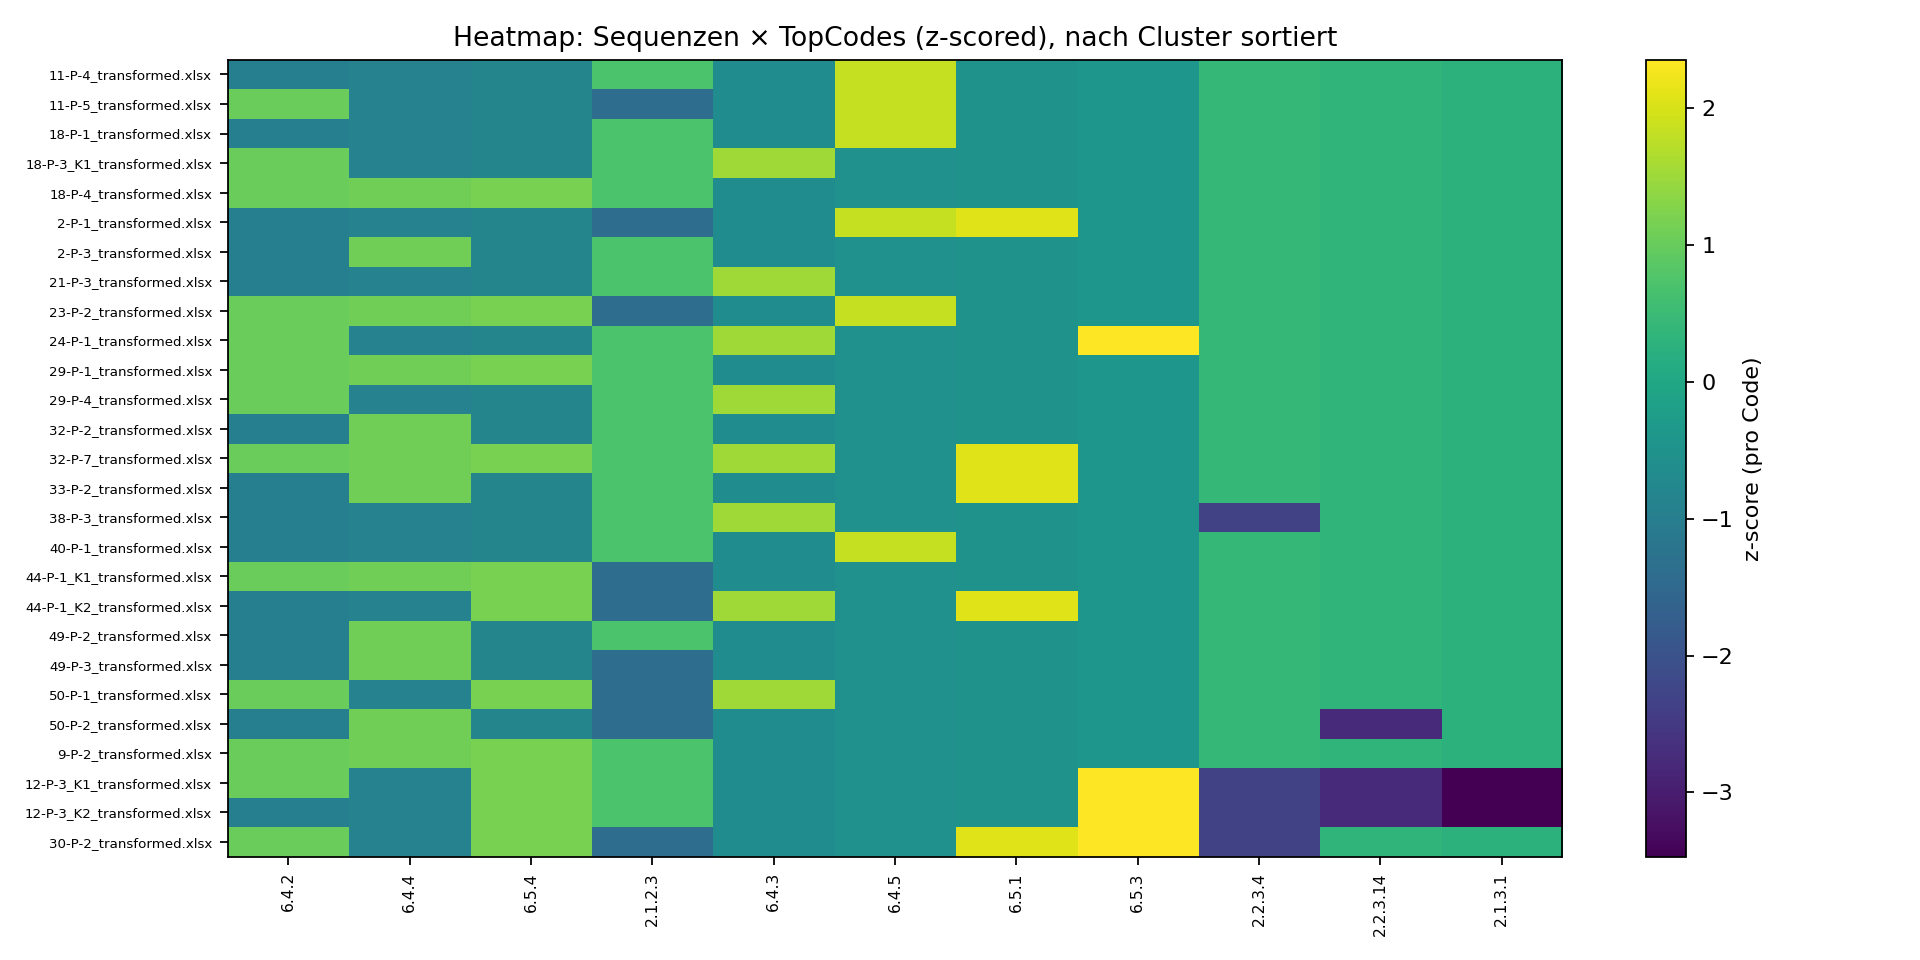 Heatmap: Sequenzen × TopCodes (z-scored), nach Cluster sortiert
11-P-4_transformed.xlsx
11-P-5_transformed.xlsx
18-P-1_transformed.xlsx
18-P-3_K1_transformed.xlsx
18-P-4_transformed.xlsx
2-P-1_transformed.xlsx
2-P-3_transformed.xlsx
21-P-3_transformed.xlsx
23-P-2_transformed.xlsx
24-P-1_transformed.xlsx
29-P-1_transformed.xlsx
29-P-4_transformed.xlsx
32-P-2_transformed.xlsx
32-P-7_transformed.xlsx
33-P-2_transformed.xlsx
38-P-3_transformed.xlsx
40-P-1_transformed.xlsx
44-P-1_K1_transformed.xlsx
44-P-1_K2_transformed.xlsx
49-P-2_transformed.xlsx
49-P-3_transformed.xlsx
50-P-1_transformed.xlsx
50-P-2_transformed.xlsx
9-P-2_transformed.xlsx
12-P-3_K1_transformed.xlsx
12-P-3_K2_transformed.xlsx
30-P-2_transformed.xlsx
6.4.2
6.4.4
6.5.4
2.1.2.3
6.4.3
6.4.5
6.5.1
6.5.3
2.2.3.4
2.2.3.14
2.1.3.1
2
1
0
−1
−2
−3
z-score (pro Code)